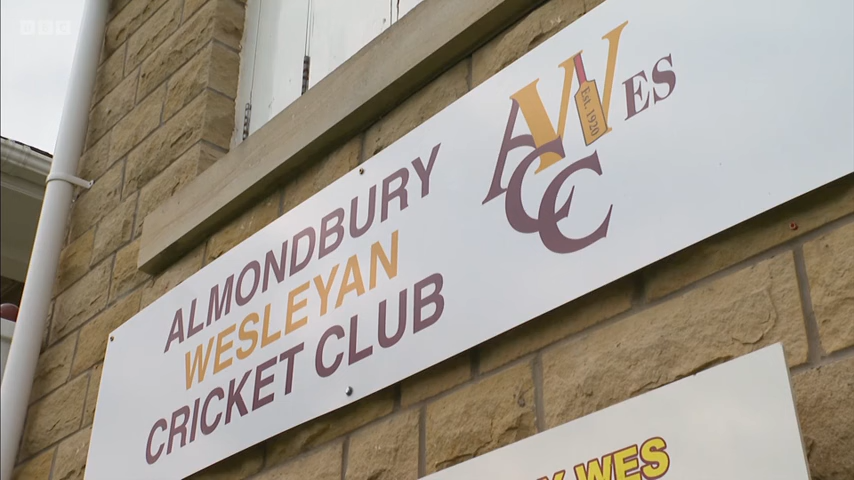 BBC
ALMONDBURY
WESLEYAN
CRICKET CLUB
AWES
CC
EST. 1920
WES